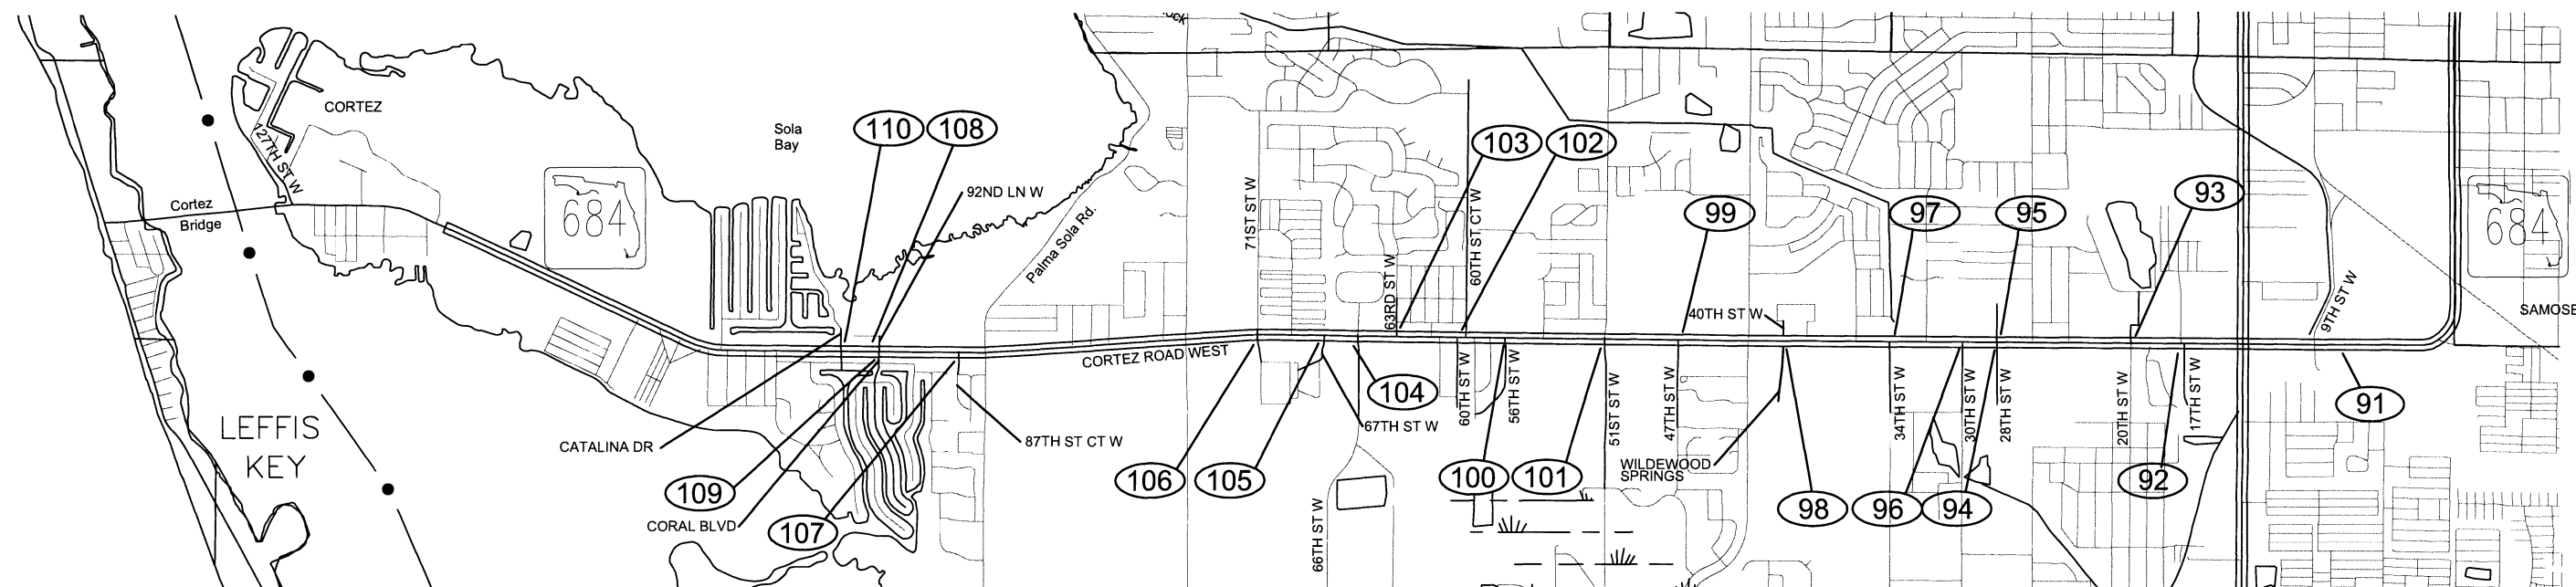 CORTEZ
127TH ST W
Cortez
Bridge
684
Sola
Bay
110
108
92ND LN W
Palma Sola Rd.
71ST ST W
63RD ST W
60TH ST CT W
103
102
99
97
95
93
684
40TH ST W
9TH ST W
CORTEZ ROAD WEST
104
91
LEFFIS
KEY
CATALINA DR
87TH ST CT W
67TH ST W
60TH ST W
56TH ST W
51ST ST W
47TH ST W
34TH ST W
30TH ST W
28TH ST W
20TH ST W
17TH ST W
109
CORAL BLVD
107
106
105
66TH ST W
100
101
WILDEWOOD
SPRINGS
98
96
94
92